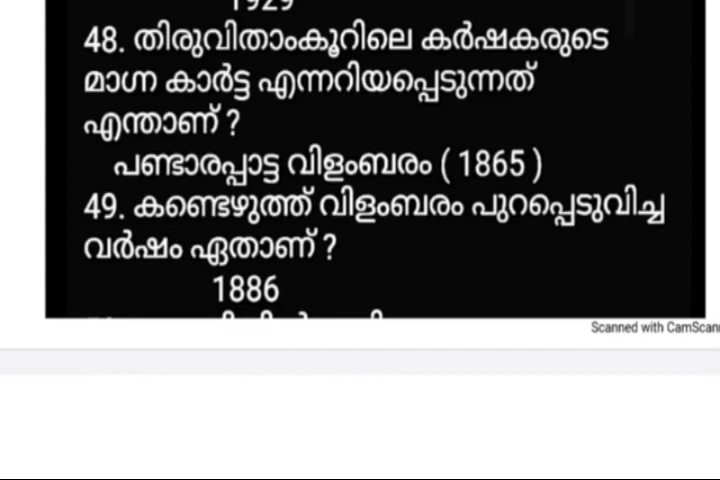 1929
48. തിരുവിതാംകൂറിലെ കർഷകരുടെ
മാഗ്ന കാർട്ട എന്നറിയപ്പെടുന്നത്
എന്താണ് ?
പണ്ടാരപ്പാട്ട വിളംബരം ( 1865 )
49. കണ്ടെഴുത്ത് വിളംബരം പുറപ്പെടുവിച്ച
വർഷം ഏതാണ് ?
1886
Scanned with CamScan